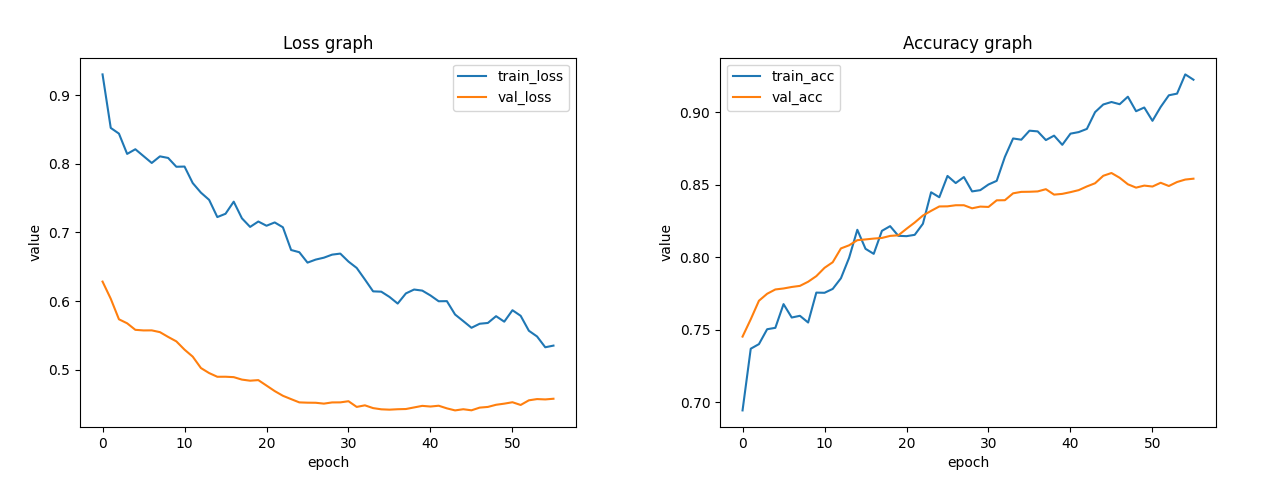 Loss graph
train_loss
val_loss
0.9
0.8
0.7
0.6
0.5
value
0 10 20 30 40 50
epoch
Accuracy graph
train_acc
val_acc
0.90
0.85
0.80
0.75
0.70
value
0 10 20 30 40 50
epoch